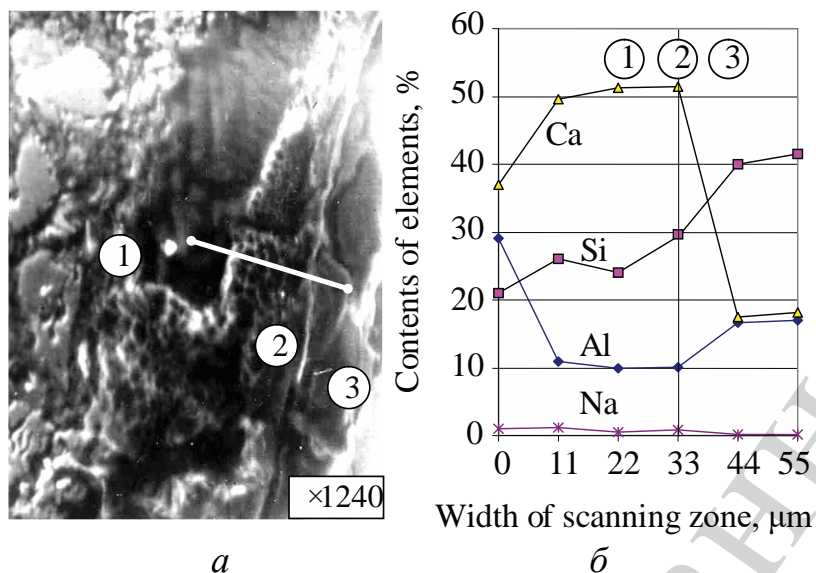 1
2
3
×1240
а
Contents of elements, %
60
50
40
30
20
10
0
1 2 3
Ca
Si
Al
Na
0 11 22 33 44 55
Width of scanning zone, μm
б